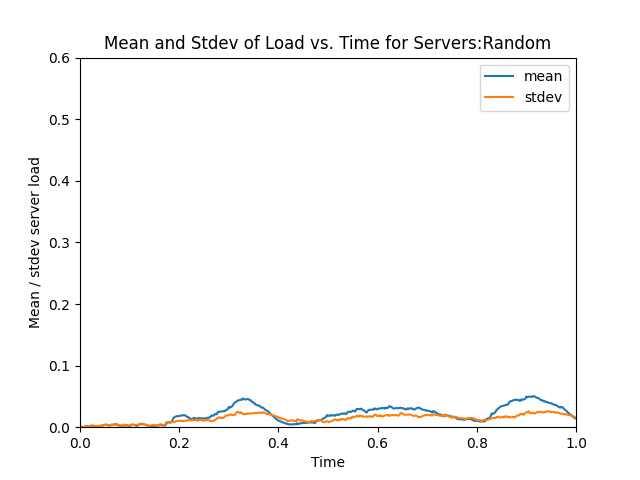 Mean and Stdev of Load vs. Time for Servers:Random
mean
stdev
Mean / stdev server load
0.6
0.5
0.4
0.3
0.2
0.1
0.0
0.0 0.2 0.4 0.6 0.8 1.0
Time